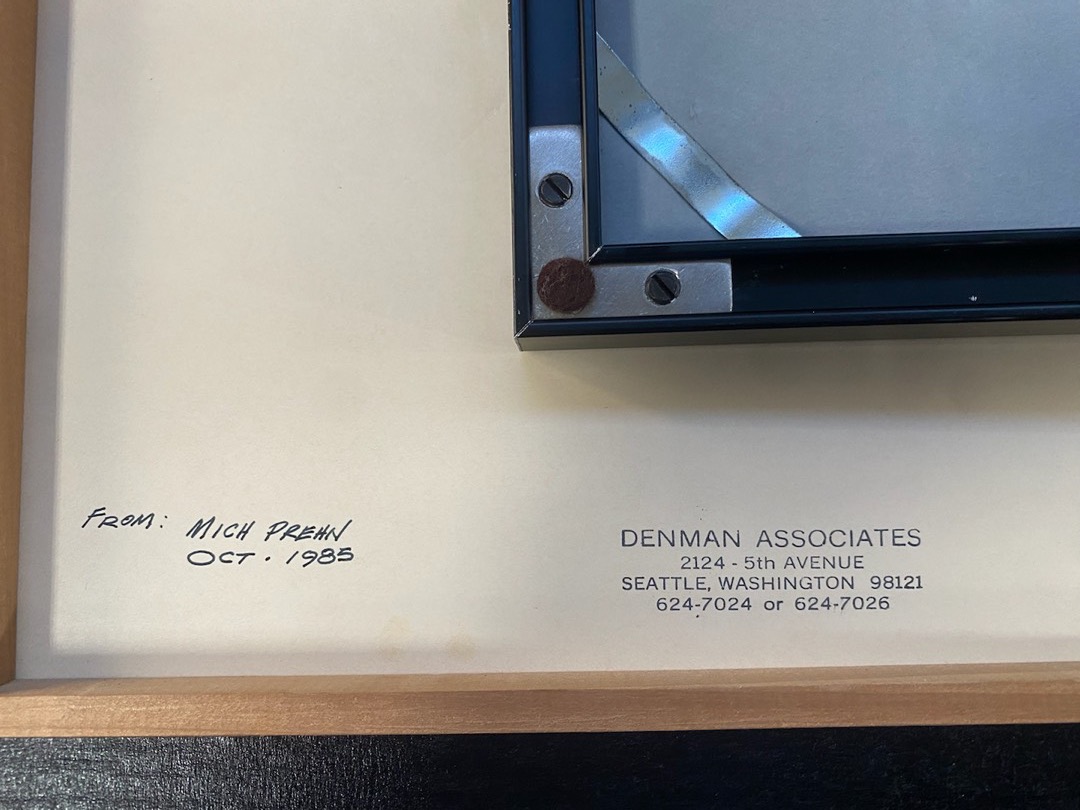 FROM: MICH PREHN
OCT. 1985
DENMAN ASSOCIATES
2124 - 5th AVENUE
SEATTLE, WASHINGTON 98121
624-7024 or 624-7026